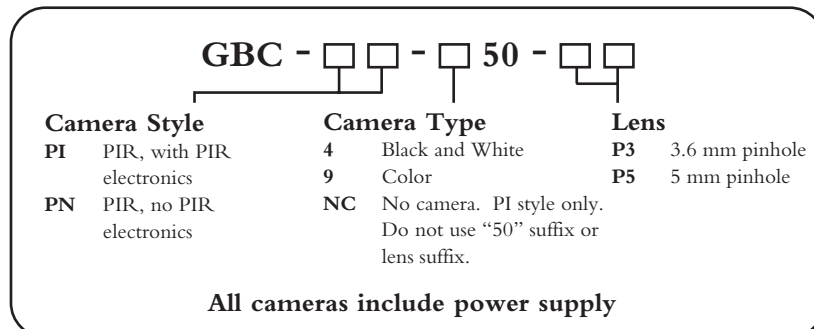 GBC - □ □ - □ 50 - □ □
Camera Style
PI PIR, with PIR
electronics
PN PIR, no PIR
electronics
Camera Type
4 Black and White
9 Color
NC No camera. PI style only.
Do not use “50” suffix or
lens suffix.
Lens
P3 3.6 mm pinhole
P5 5 mm pinhole
All cameras include power supply